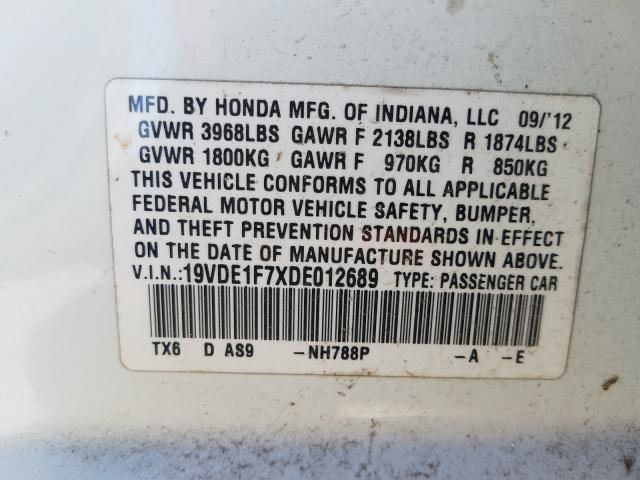 MFD. BY HONDA MFG. OF INDIANA, LLC 09/'12
GVWR 3968LBS GAWR F 2138LBS R 1874LBS
GVWR 1800KG GAWR F 970KG R 850KG
THIS VEHICLE CONFORMS TO ALL APPLICABLE
FEDERAL MOTOR VEHICLE SAFETY, BUMPER,
AND THEFT PREVENTION STANDARDS IN EFFECT
ON THE DATE OF MANUFACTURE SHOWN ABOVE.
V.I.N.:19VDE1F7XDE012689 TYPE: PASSENGER CAR
TX6 D AS9 -NH788P -A -E